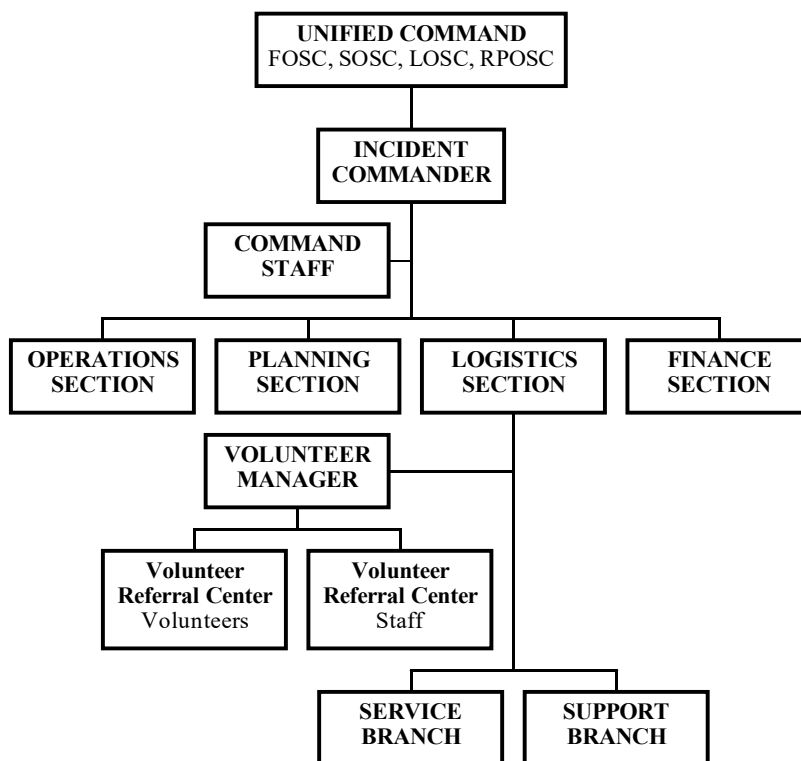 UNIFIED COMMAND
FOSC, SOSC, LOSC, RPOSC
INCIDENT
COMMANDER
COMMAND
STAFF
OPERATIONS
SECTION
PLANNING
SECTION
LOGISTICS
SECTION
FINANCE
SECTION
VOLUNTEER
MANAGER
Volunteer
Referral Center
Volunteers
Volunteer
Referral Center
Staff
SERVICE
BRANCH
SUPPORT
BRANCH